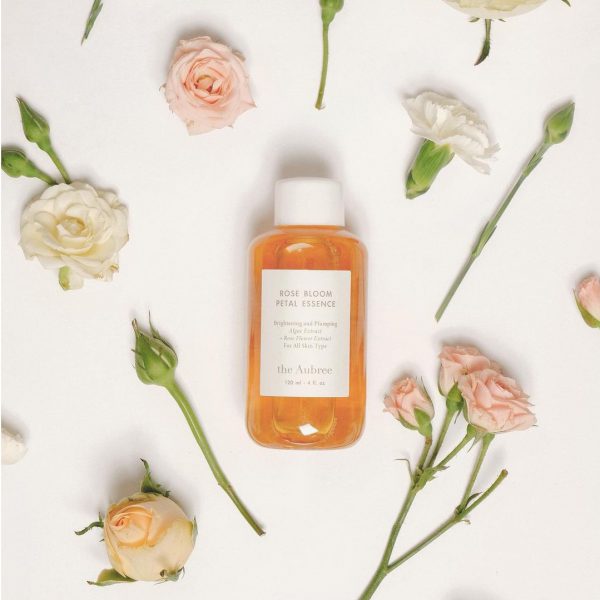 ROSE BLOOM
PETAL ESSENCE
Brightening and Plumping
Algae Extract
+ Rose Flower Extract
For All Skin Type
the Aubree
120 ml - 4 fl. oz